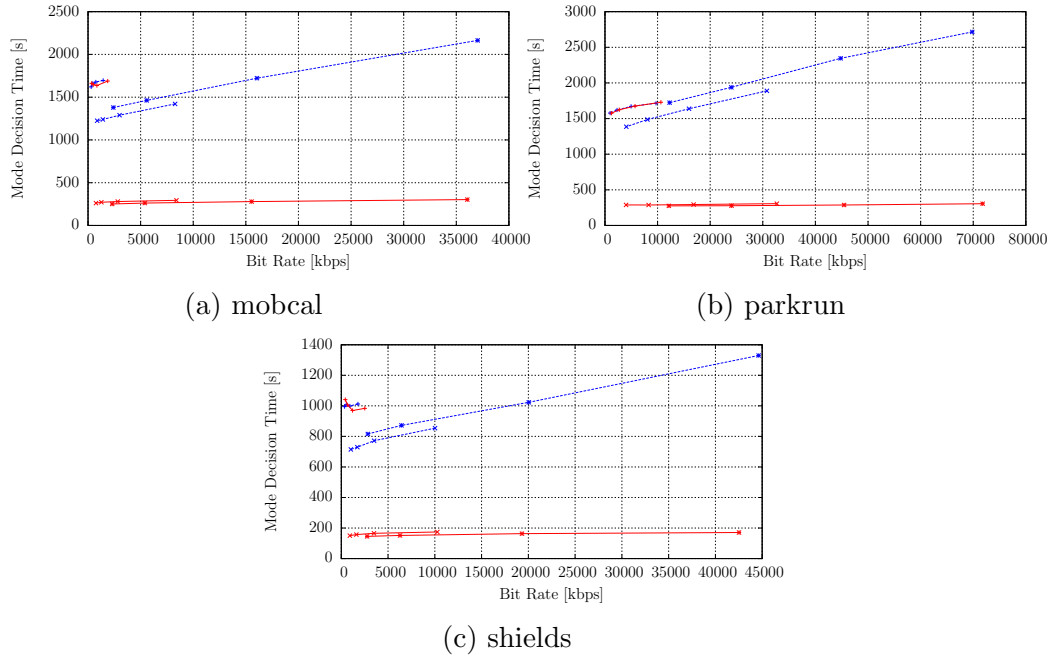 2500
2000
1500
1000
500
0
Mode Decision Time [s]
0 5000 10000 15000 20000 25000 30000 35000 40000
Bit Rate [kbps]
(a) mobcal
3000
2500
2000
1500
1000
500
0
Mode Decision Time [s]
0 10000 20000 30000 40000 50000 60000 70000 80000
Bit Rate [kbps]
(b) parkrun
1400
1200
1000
800
600
400
200
0
Mode Decision Time [s]
0 5000 10000 15000 20000 25000 30000 35000 40000 45000
Bit Rate [kbps]
(c) shields